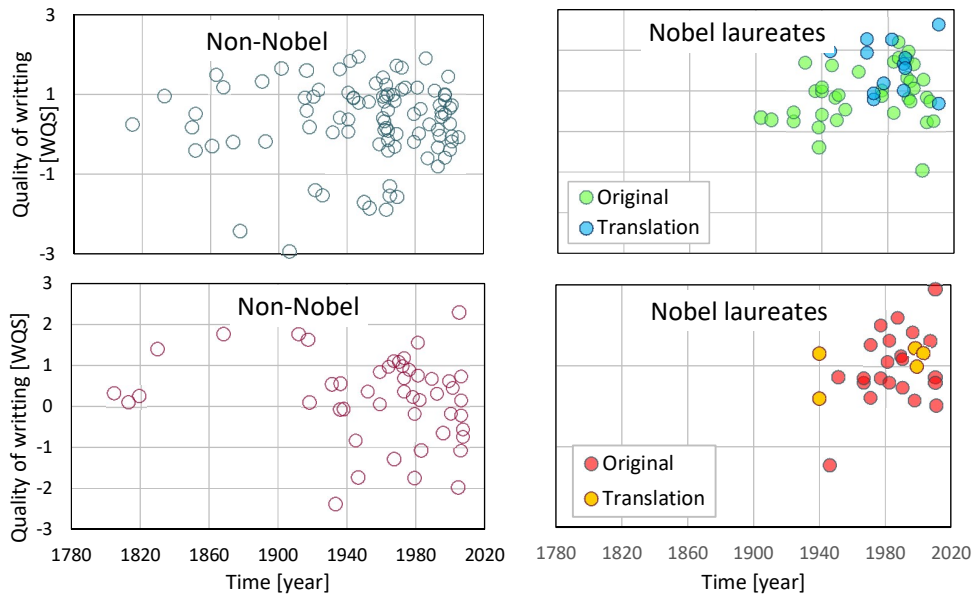 3
1
-1
-3
Quality of writting
[WQS]
Non-Nobel
Nobel laureates
Original
Translation
3
2
1
0
-1
-2
-3
Quality of writting [WQS]
Non-Nobel
1780 1820 1860 1900 1940 1980 2020
Time [year]
Nobel laureates
Original
Translation
1780 1820 1860 1900 1940 1980 2020
Time [year]